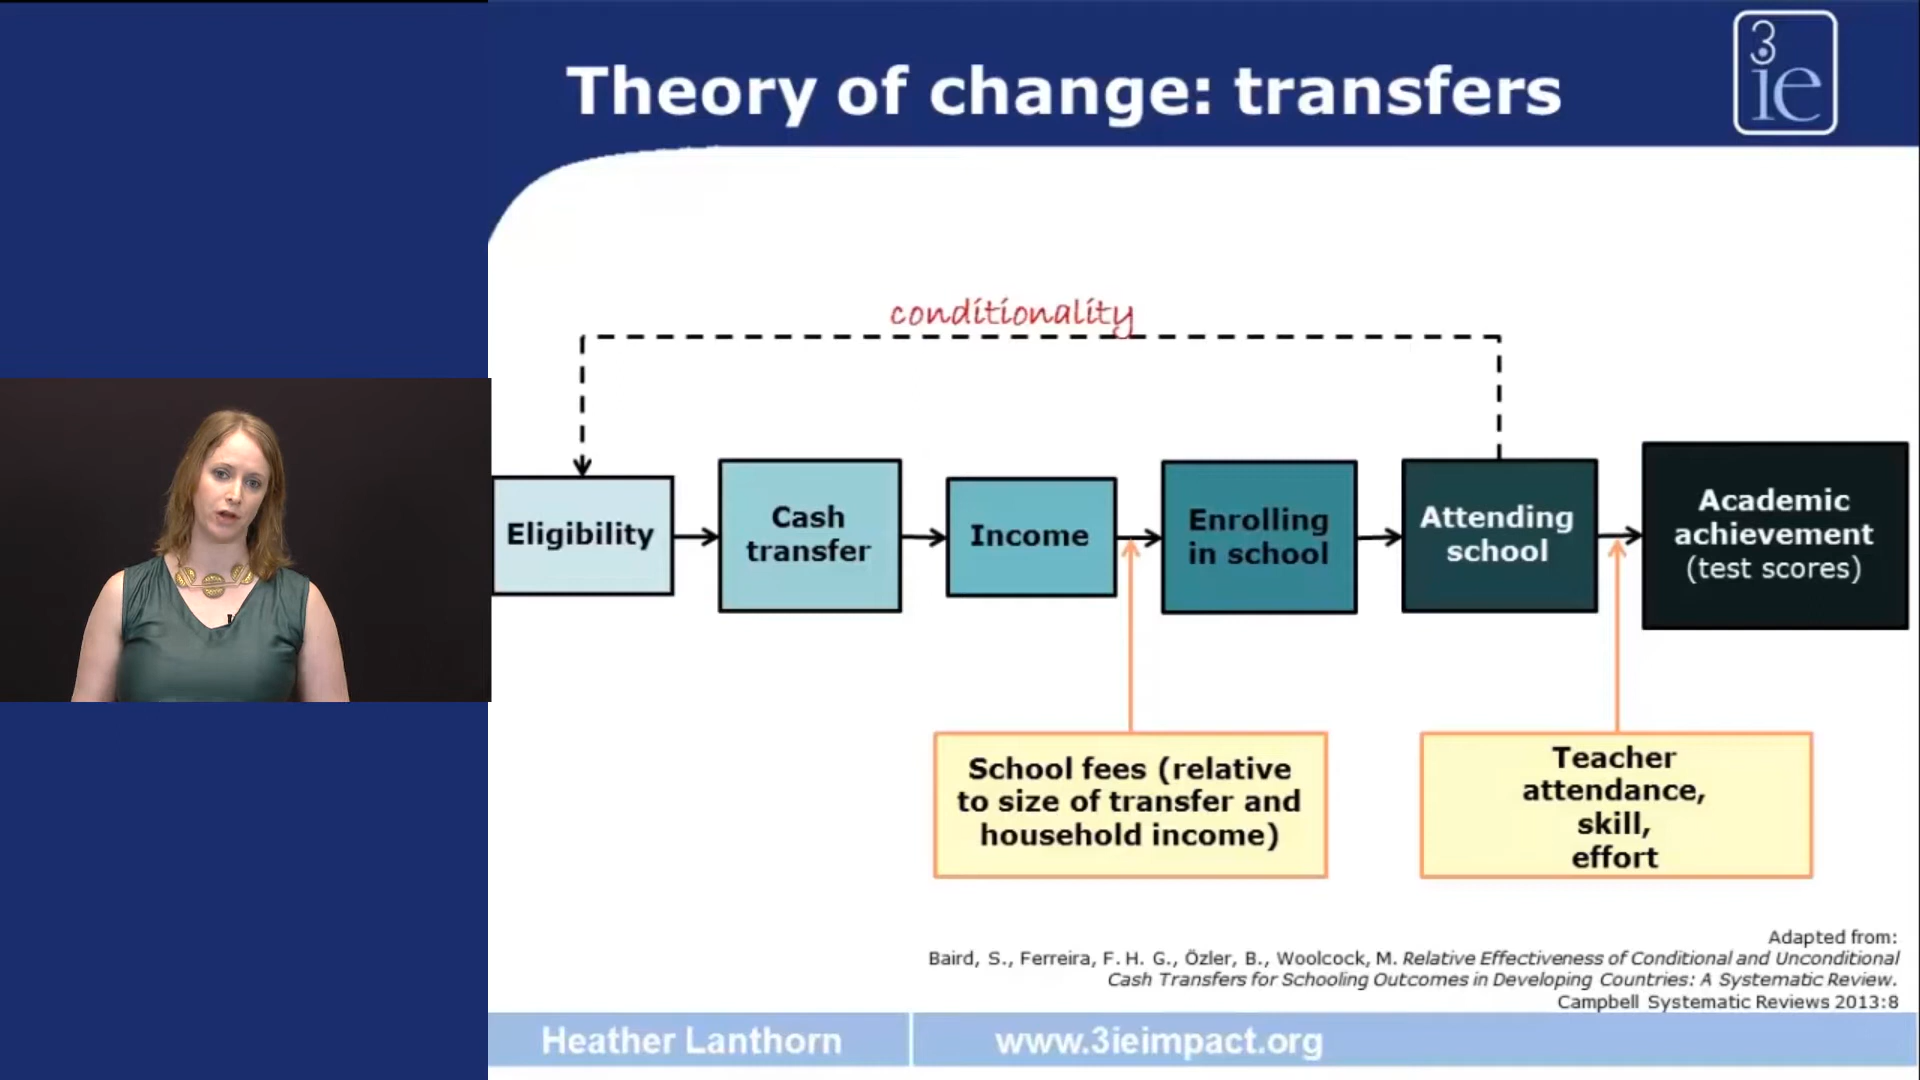 Theory of change: transfers
3
ie
conditionality
Eligibility
Cash
transfer
Income
Enrolling
in school
Attending
school
Academic
achievement
(test scores)
School fees (relative
to size of transfer and
household income)
Teacher
attendance,
skill,
effort
Adapted from:
Baird, S., Ferreira, F. H. G., Özler, B., Woolcock, M. Relative Effectiveness of Conditional and Unconditional
Cash Transfers for Schooling Outcomes in Developing Countries: A Systematic Review.
Campbell Systematic Reviews 2013:8
Heather Lanthorn
www.3ieimpact.org